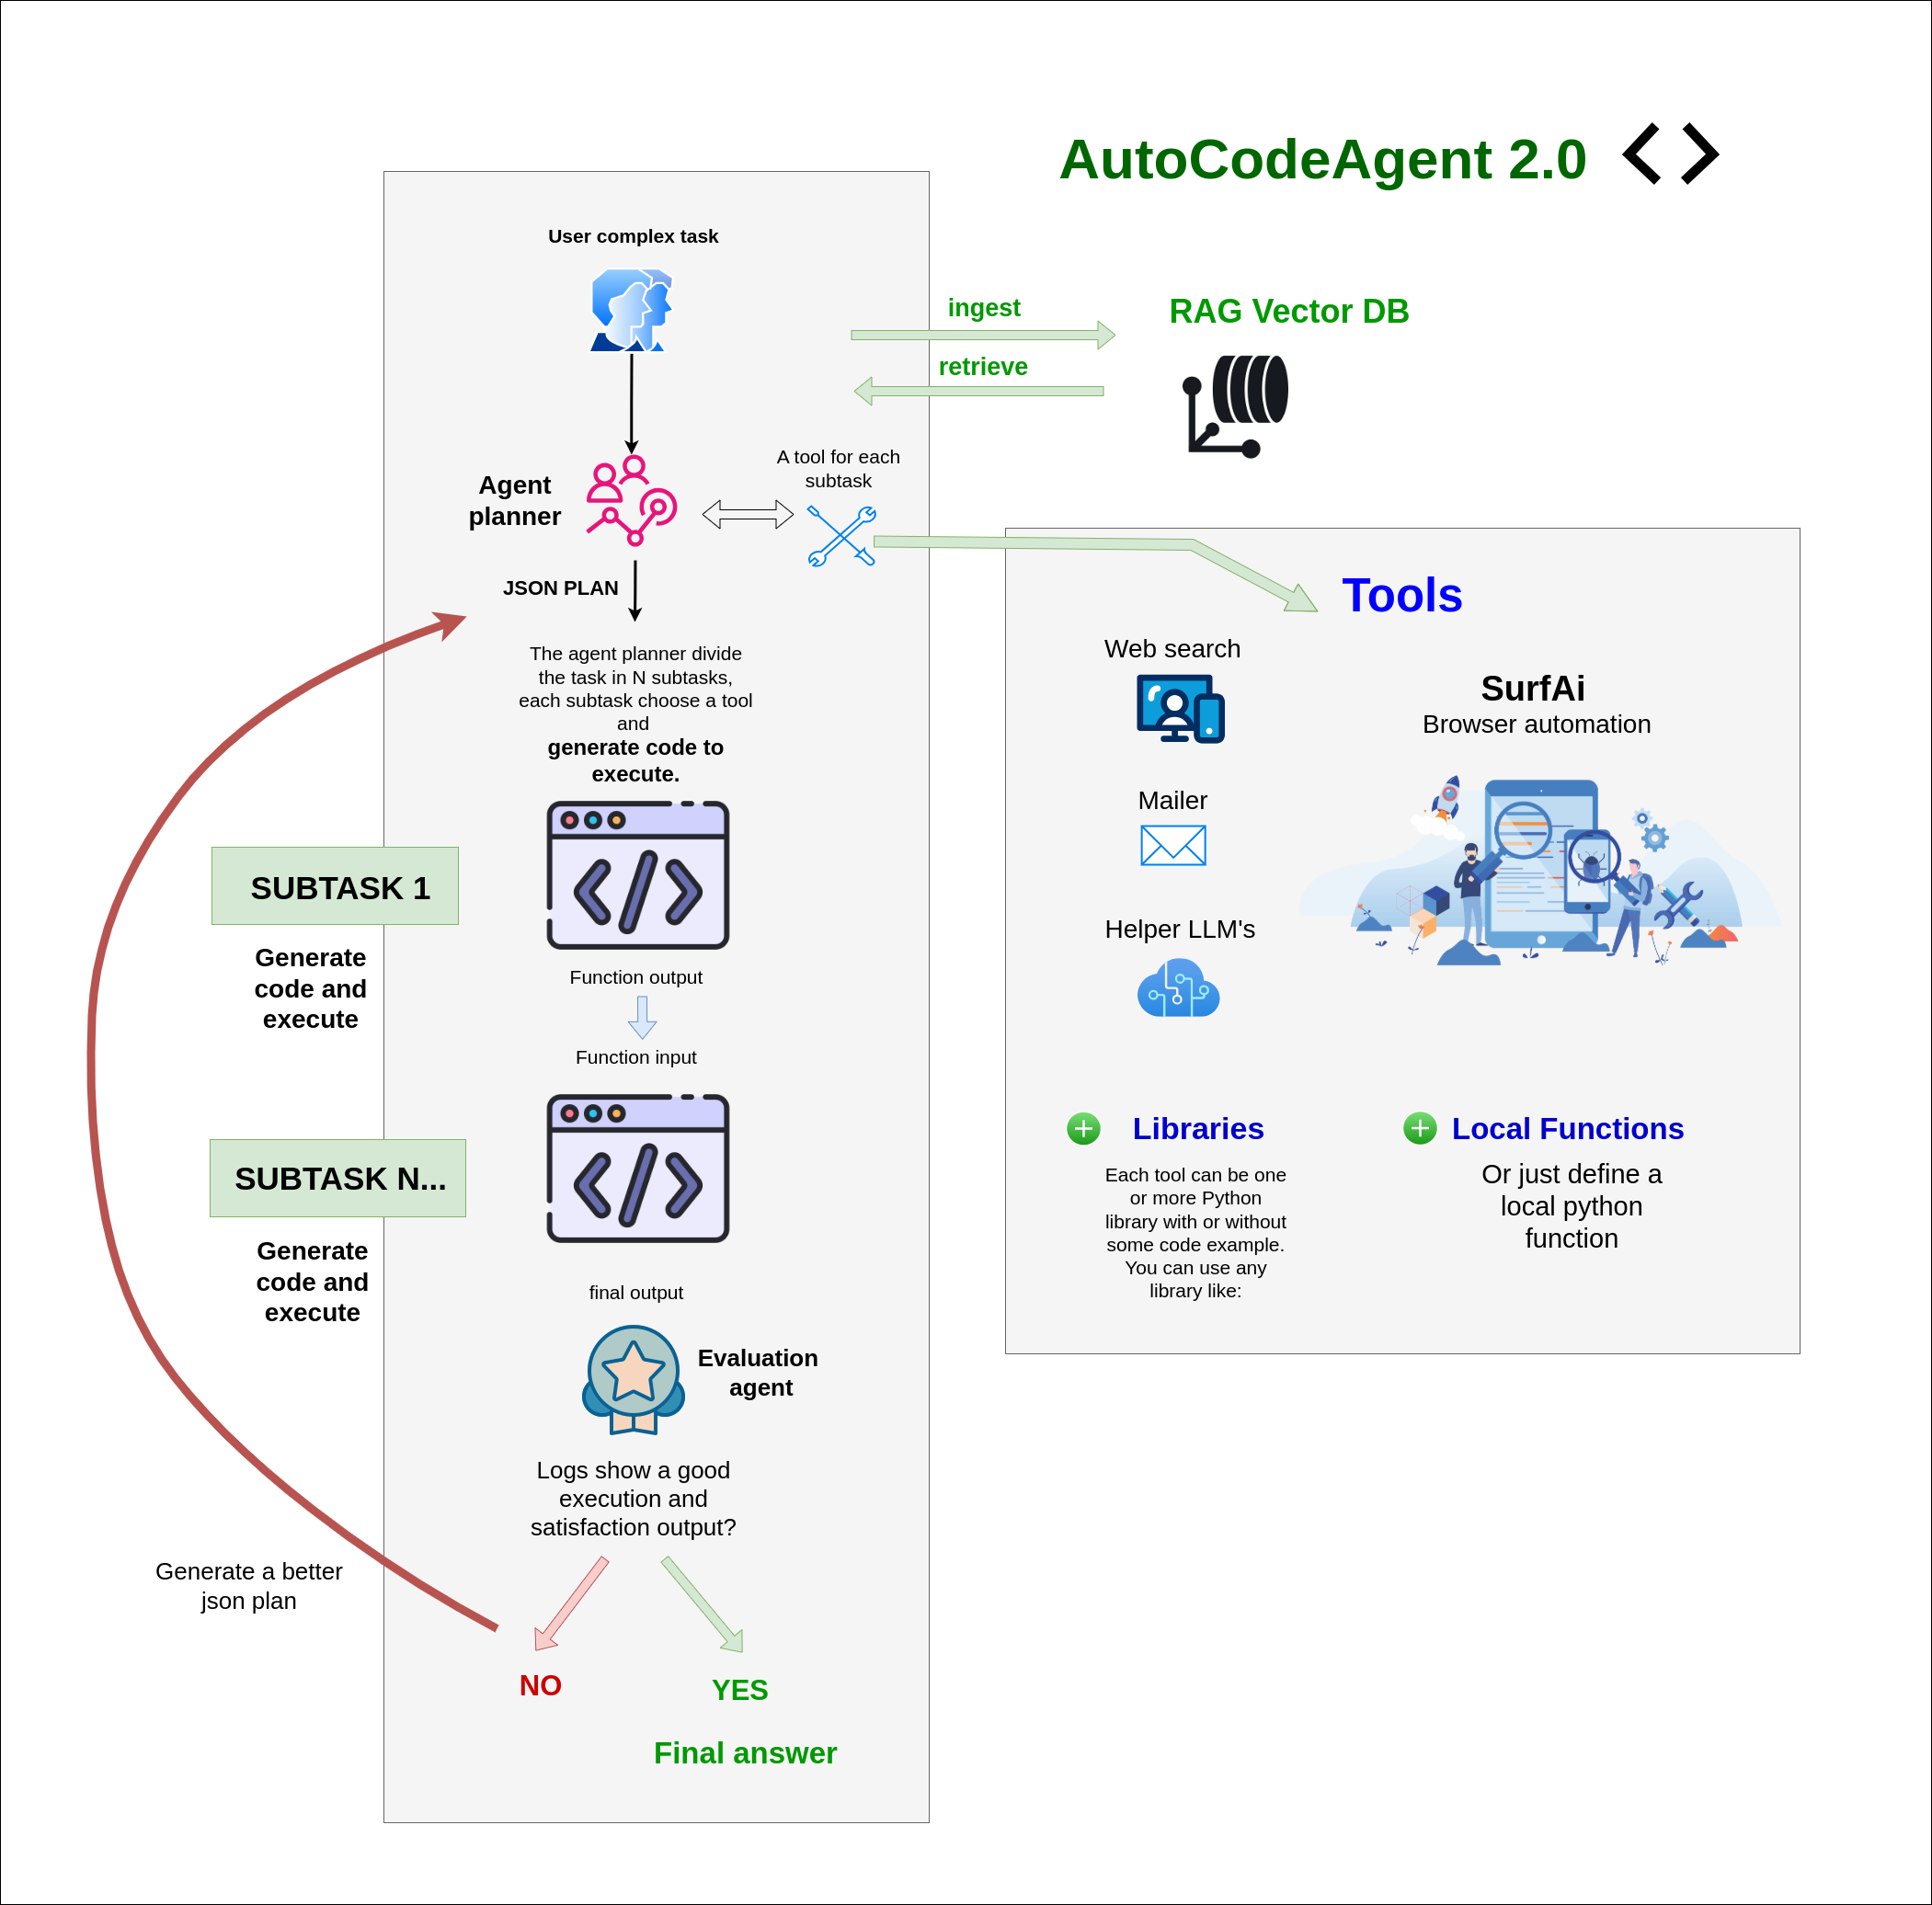 AutoCodeAgent 2.0
User complex task
ingest
RAG Vector DB
retrieve
A tool for each
subtask
Agent
planner
JSON PLAN
The agent planner divide
the task in N subtasks,
each subtask choose a tool
and
generate code to
execute.
SUBTASK 1
Generate
code and
execute
Function output
Function input
SUBTASK N...
Generate
code and
execute
final output
Evaluation
agent
Logs show a good
execution and
satisfaction output?
Generate a better
json plan
NO
YES
Final answer
Tools
Web search
SurfAi
Browser automation
Mailer
Helper LLM's
Libraries
Each tool can be one
or more Python
library with or without
some code example.
You can use any
library like:
Local Functions
Or just define a
local python
function